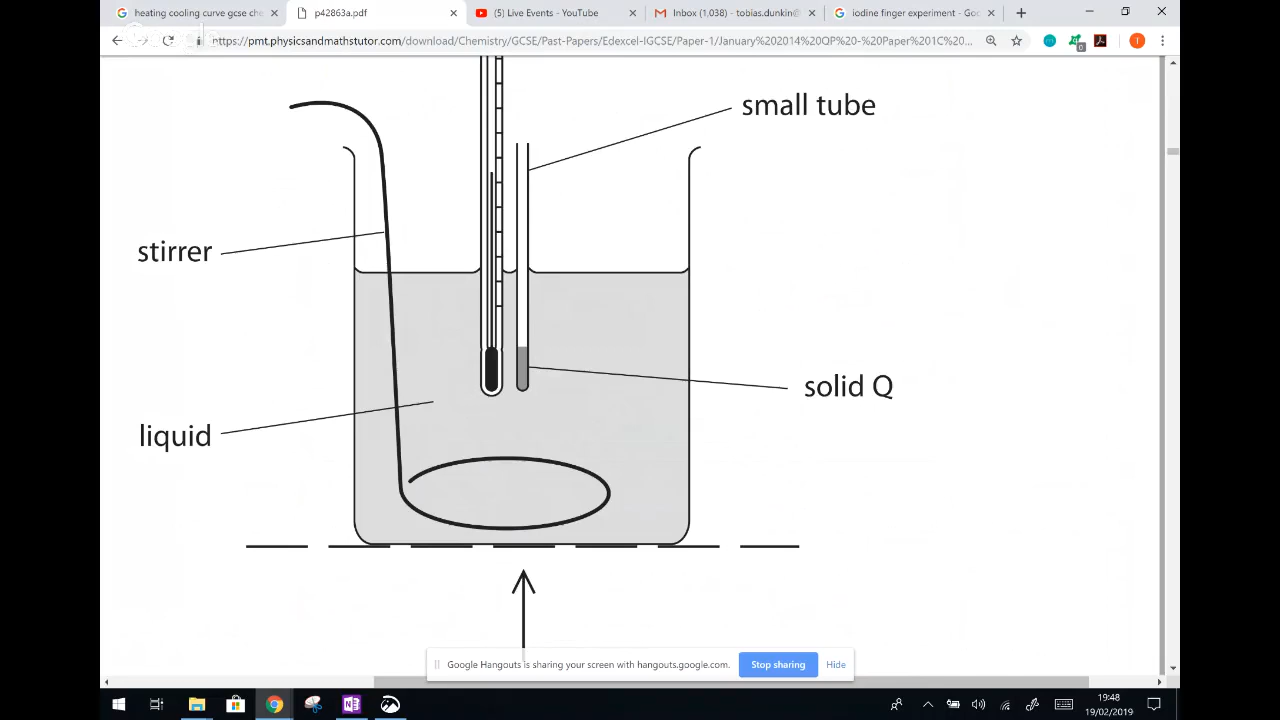 heating cooling curve gcse che
p42863a.pdf
(5) Live Events - YouTube
Inbox (1,038) - tobias.dunkin@
iodine finger experiment - Goo
https://pmt.physicsandmathstutor.com/download/Chemistry/GCSE/Past-Papers/Edexcel-IGCSE/Paper-1/January%202014%20QP%20-%20Paper%201C%20...
0
T
small tube
stirrer
solid Q
liquid
Google Hangouts is sharing your screen with hangouts.google.com.
Stop sharing
Hide
19:48
19/02/2019